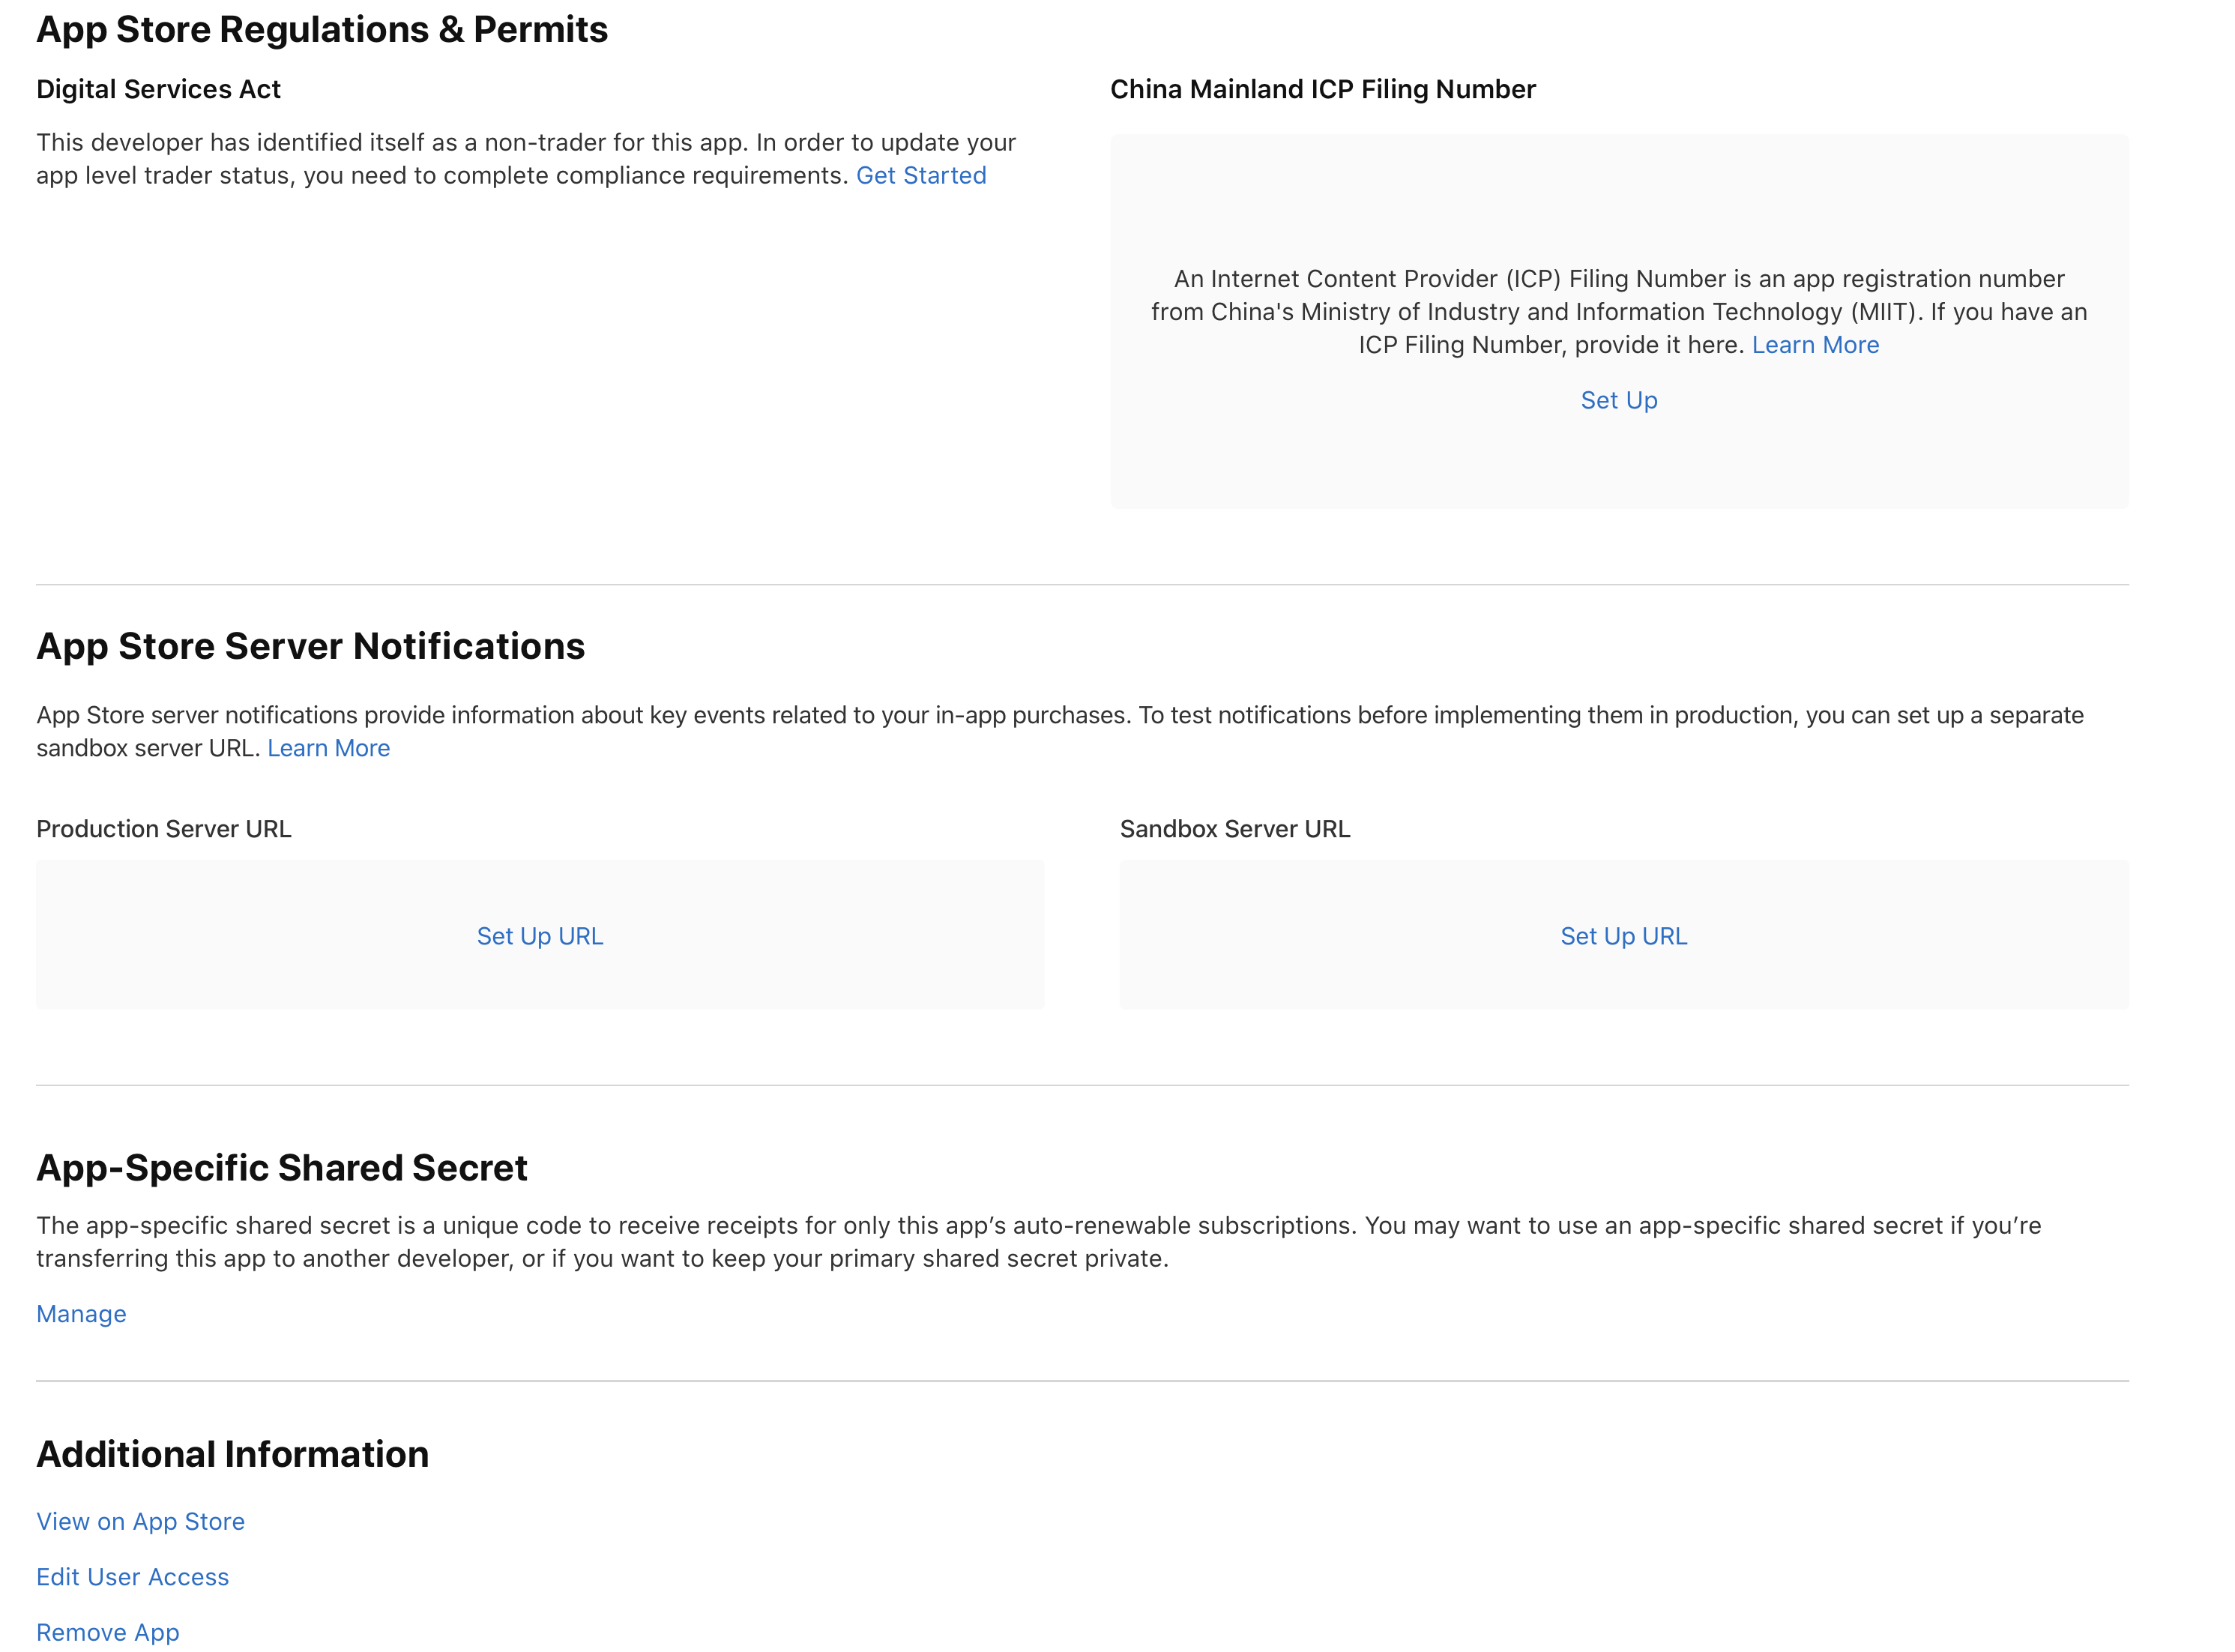 App Store Regulations & Permits
Digital Services Act
This developer has identified itself as a non-trader for this app. In order to update your
app level trader status, you need to complete compliance requirements. Get Started
China Mainland ICP Filing Number
An Internet Content Provider (ICP) Filing Number is an app registration number
from China's Ministry of Industry and Information Technology (MIIT). If you have an
ICP Filing Number, provide it here. Learn More
Set Up
App Store Server Notifications
App Store server notifications provide information about key events related to your in-app purchases. To test notifications before implementing them in production, you can set up a separate
sandbox server URL. Learn More
Production Server URL
Set Up URL
Sandbox Server URL
Set Up URL
App-Specific Shared Secret
The app-specific shared secret is a unique code to receive receipts for only this app’s auto-renewable subscriptions. You may want to use an app-specific shared secret if you’re
transferring this app to another developer, or if you want to keep your primary shared secret private.
Manage
Additional Information
View on App Store
Edit User Access
Remove App